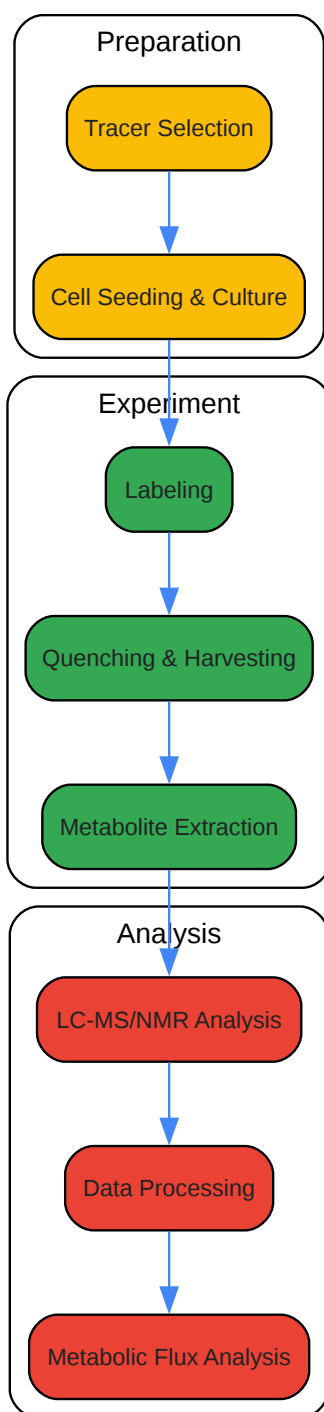 Preparation
Tracer Selection
Cell Seeding & Culture
Experiment
Labeling
Quenching & Harvesting
Metabolite Extraction
Analysis
LC-MS/NMR Analysis
Data Processing
Metabolic Flux Analysis